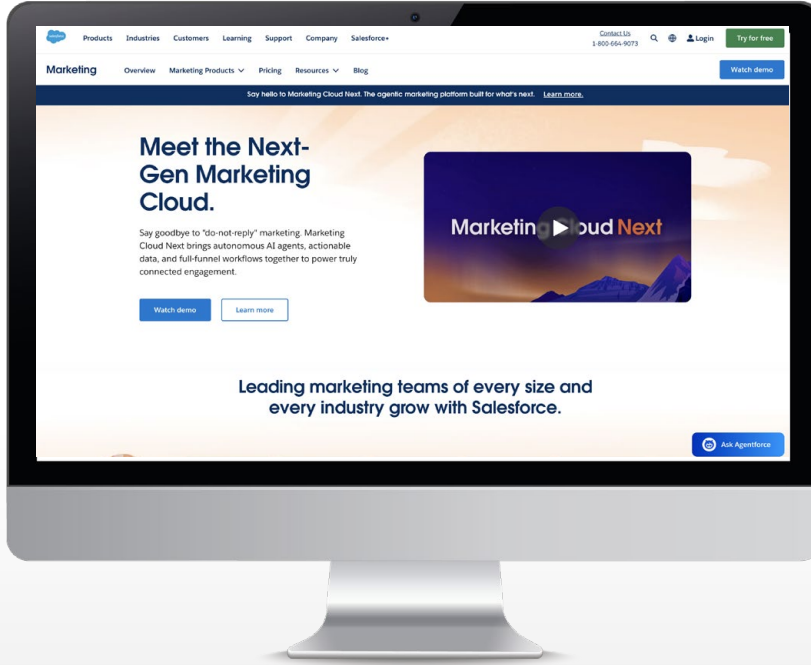 salesforce
Products Industries Customers Learning Support Company Salesforce+
Contact Us
1-800-664-9073
Login
Try for free
Marketing
Overview Marketing Products Pricing Resources Blog
Watch demo
Say hello to Marketing Cloud Next. The agentic marketing platform built for what's next. Learn more.
Meet the Next-
Gen Marketing
Cloud.
Say goodbye to "do-not-reply" marketing. Marketing
Cloud Next brings autonomous AI agents, actionable
data, and full-funnel workflows together to power truly
connected engagement.
Watch demo
Learn more
Marketing Cloud Next
Leading marketing teams of every size and
every industry grow with Salesforce.
Ask Agentforce